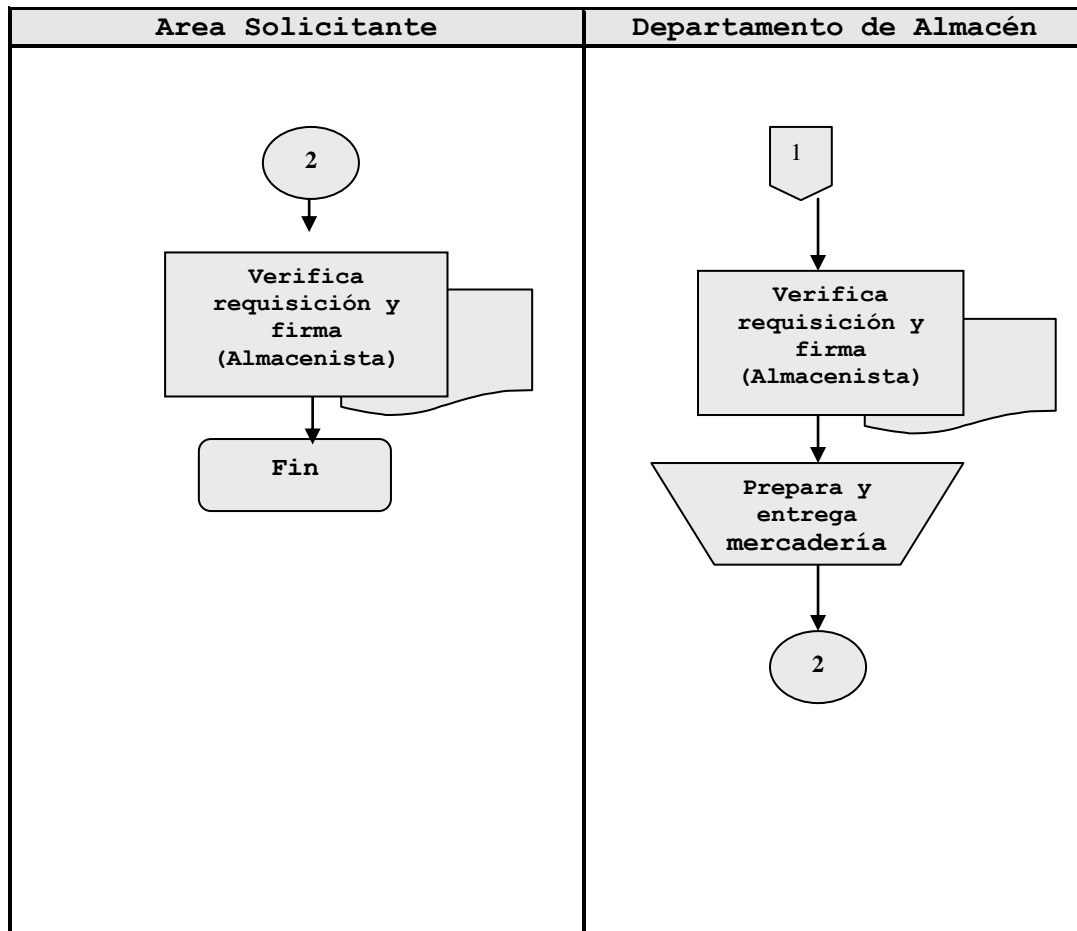 Area Solicitante
Departamento de Almacén
2
Verifica
requisición y
firma
(Almacenista)
Fin
1
Verifica
requisición y
firma
(Almacenista)
Prepara y
entrega
mercadería
2